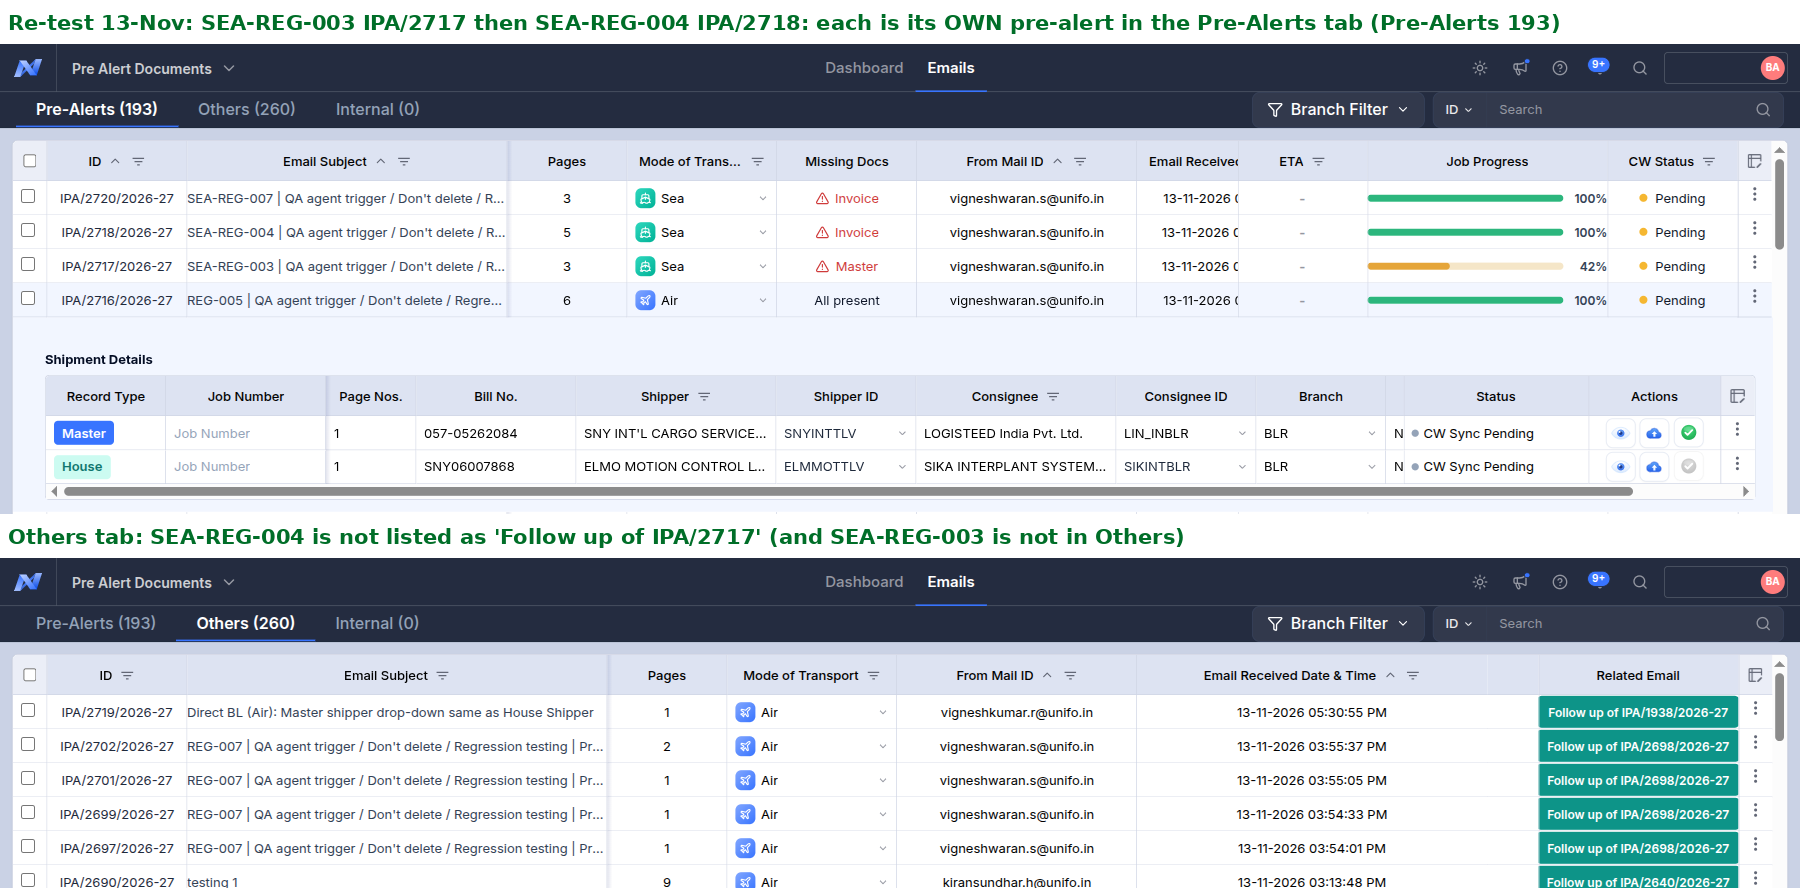 Re-test 13-Nov: SEA-REG-003 IPA/2717 then SEA-REG-004 IPA/2718: each is its OWN pre-alert in the Pre-Alerts tab (Pre-Alerts 193)
Pre Alert Documents Dashboard Emails 9+ BA
Pre-Alerts (193) Others (260) Internal (0) Branch Filter ID Search
ID Email Subject Pages Mode of Trans... Missing Docs From Mail ID Email Received ETA Job Progress CW Status
IPA/2720/2026-27 SEA-REG-007 | QA agent trigger / Don't delete / R... 3 Sea Invoice vigneshwaran.s@unifo.in 13-11-2026 0 - 100% Pending
IPA/2718/2026-27 SEA-REG-004 | QA agent trigger / Don't delete / R... 5 Sea Invoice vigneshwaran.s@unifo.in 13-11-2026 0 - 100% Pending
IPA/2717/2026-27 SEA-REG-003 | QA agent trigger / Don't delete / R... 3 Sea Master vigneshwaran.s@unifo.in 13-11-2026 0 - 42% Pending
IPA/2716/2026-27 REG-005 | QA agent trigger / Don't delete / Regre... 6 Air All present vigneshwaran.s@unifo.in 13-11-2026 0 - 100% Pending
Shipment Details
Record Type Job Number Page Nos. Bill No. Shipper Shipper ID Consignee Consignee ID Branch Status Actions
Master Job Number 1 057-05262084 SNY INT'L CARGO SERVICE... SNYINTTLV LOGISTEED India Pvt. Ltd. LIN_INBLR BLR N CW Sync Pending
House Job Number 1 SNY06007868 ELMO MOTION CONTROL L... ELMMOTTLV SIKA INTERPLANT SYSTEM... SIKINTBLR BLR N CW Sync Pending
Others tab: SEA-REG-004 is not listed as 'Follow up of IPA/2717' (and SEA-REG-003 is not in Others)
Pre Alert Documents Dashboard Emails 9+ BA
Pre-Alerts (193) Others (260) Internal (0) Branch Filter ID Search
ID Email Subject Pages Mode of Transport From Mail ID Email Received Date & Time Related Email
IPA/2719/2026-27 Direct BL (Air): Master shipper drop-down same as House Shipper 1 Air vigneshkumar.r@unifo.in 13-11-2026 05:30:55 PM Follow up of IPA/1938/2026-27
IPA/2702/2026-27 REG-007 | QA agent trigger / Don't delete / Regression testing | Pr... 2 Air vigneshwaran.s@unifo.in 13-11-2026 03:55:37 PM Follow up of IPA/2698/2026-27
IPA/2701/2026-27 REG-007 | QA agent trigger / Don't delete / Regression testing | Pr... 1 Air vigneshwaran.s@unifo.in 13-11-2026 03:55:05 PM Follow up of IPA/2698/2026-27
IPA/2699/2026-27 REG-007 | QA agent trigger / Don't delete / Regression testing | Pr... 1 Air vigneshwaran.s@unifo.in 13-11-2026 03:54:33 PM Follow up of IPA/2698/2026-27
IPA/2697/2026-27 REG-007 | QA agent trigger / Don't delete / Regression testing | Pr... 1 Air vigneshwaran.s@unifo.in 13-11-2026 03:54:01 PM Follow up of IPA/2698/2026-27
IPA/2690/2026-27 testing 1 9 Air kiransundhar.h@unifo.in 13-11-2026 03:13:48 PM Follow up of IPA/2640/2026-27